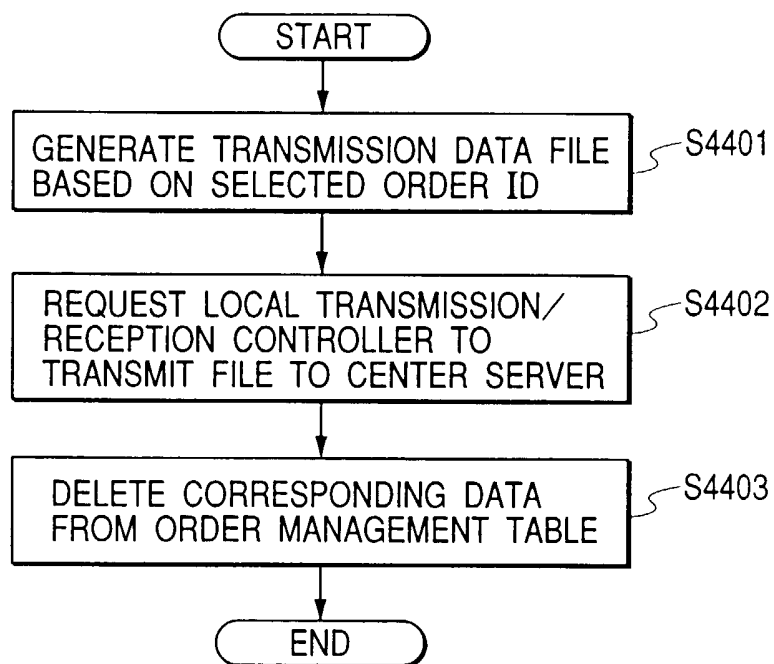 START
GENERATE TRANSMISSION DATA FILE
BASED ON SELECTED ORDER ID
S4401
REQUEST LOCAL TRANSMISSION/
RECEPTION CONTROLLER TO
TRANSMIT FILE TO CENTER SERVER
S4402
DELETE CORRESPONDING DATA
FROM ORDER MANAGEMENT TABLE
S4403
END